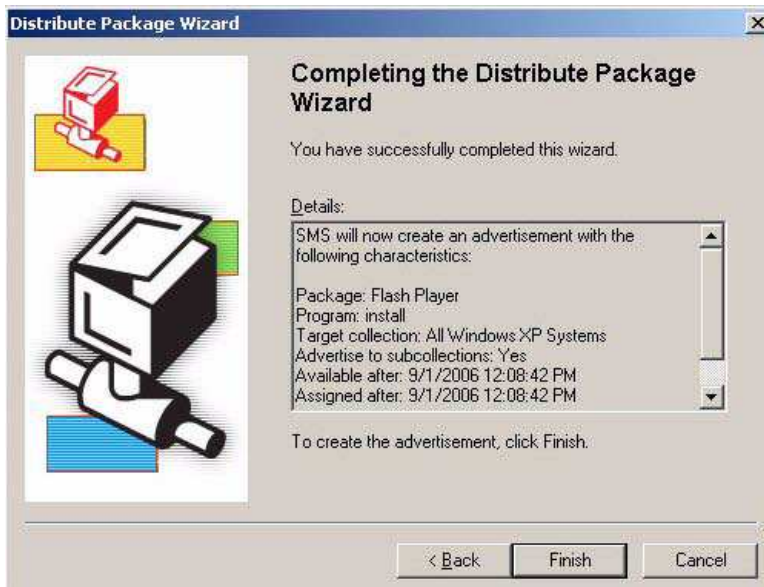 Distribute Package Wizard
Completing the Distribute Package
Wizard
You have successfully completed this wizard.
Details:
SMS will now create an advertisement with the
following characteristics:
Package: Flash Player
Program: install
Target collection: All Windows XP Systems
Advertise to subcollections: Yes
Available after: 9/1/2006 12:08:42 PM
Assigned after: 9/1/2006 12:08:42 PM
To create the advertisement, click Finish.
< Back Finish Cancel